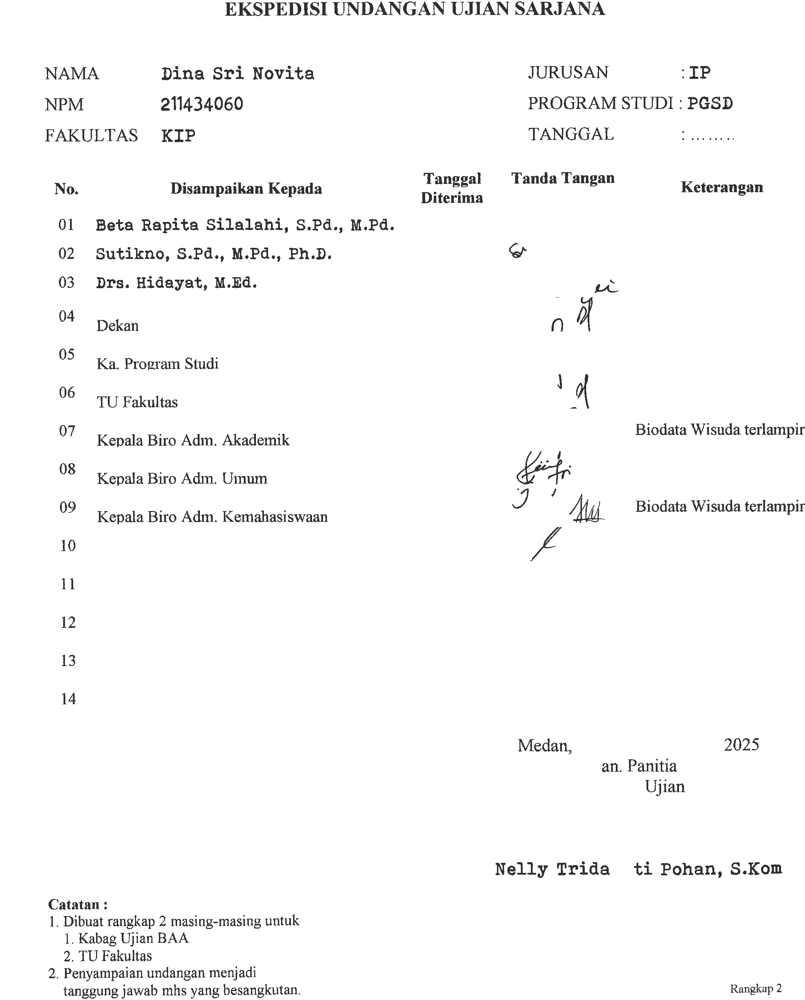 EKSPEDISI UNDANGAN UJIAN SARJANA
NAMA Dina Sri Novita JURUSAN : IP
NPM 211434060 PROGRAM STUDI : PGSD
FAKULTAS KIP TANGGAL : ........
No. Disampaikan Kepada Tanggal Diterima Tanda Tangan Keterangan
01 Beta Rapita Silalahi, S.Pd., M.Pd.
02 Sutikno, S.Pd., M.Pd., Ph.D.
03 Drs. Hidayat, M.Ed.
04 Dekan
05 Ka. Program Studi
06 TU Fakultas
07 Kepala Biro Adm. Akademik Biodata Wisuda terlampir
08 Kepala Biro Adm. Umum
09 Kepala Biro Adm. Kemahasiswaan Biodata Wisuda terlampir
10
11
12
13
14
Medan, 2025
an. Panitia
Ujian
Nelly Trida ti Pohan, S.Kom
Catatan :
1. Dibuat rangkap 2 masing-masing untuk
1. Kabag Ujian BAA
2. TU Fakultas
2. Penyampaian undangan menjadi
tanggung jawab mhs yang besangkutan.
Rangkap 2